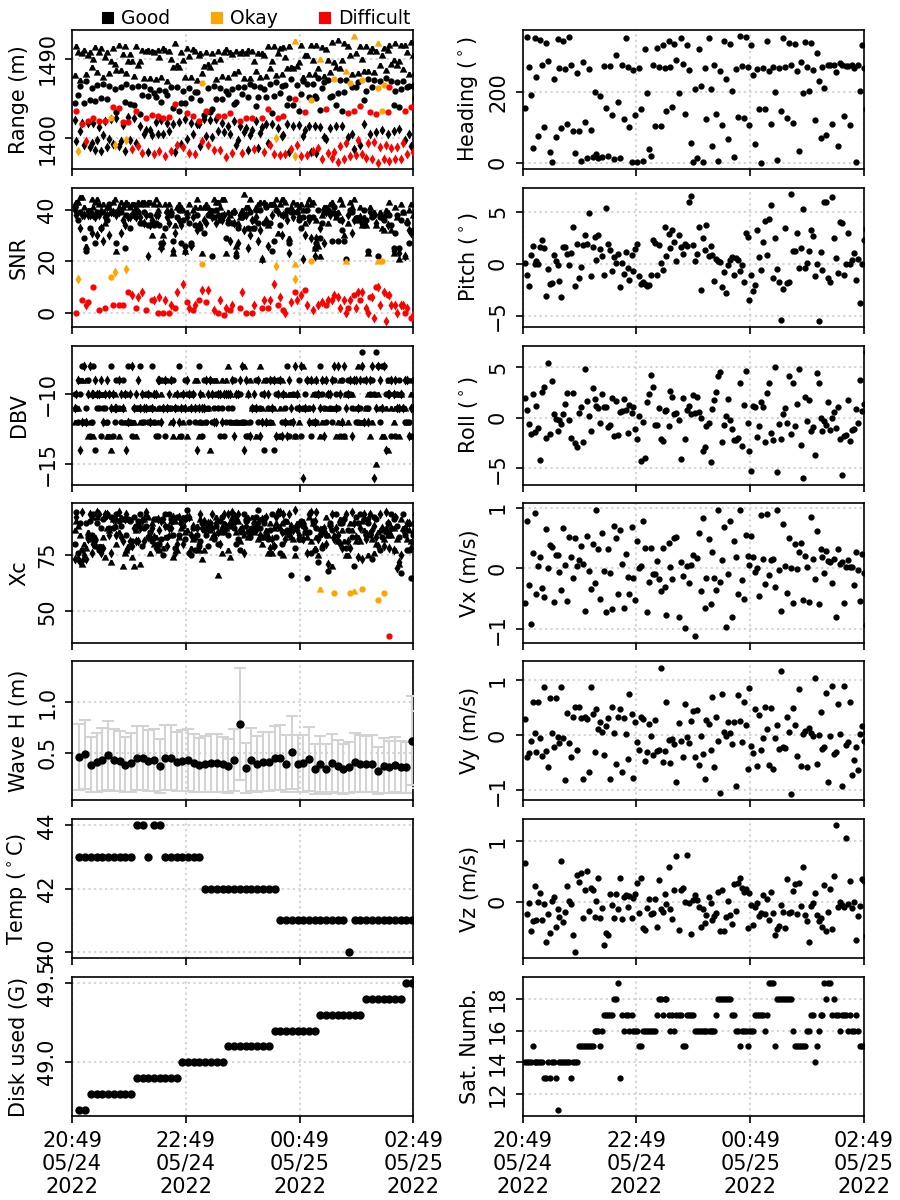 Good Okay Difficult
Range (m) 1490 1400
Heading (°) 200 0
SNR 40 20 0
Pitch (°) 5 0 −5
DBV −10 −15
Roll (°) 5 0 −5
Xc 75 50
Vx (m/s) 1 0 −1
Wave H (m) 1.0 0.5
Vy (m/s) 1 0 −1
Temp (°C) 44 42 40
Vz (m/s) 1 0
Disk used (G) 49.5 49.0
Sat. Numb. 18 16 14 12
20:49 22:49 00:49 02:49 20:49 22:49 00:49 02:49
05/24 05/24 05/25 05/25 05/24 05/24 05/25 05/25
2022 2022 2022 2022 2022 2022 2022 2022